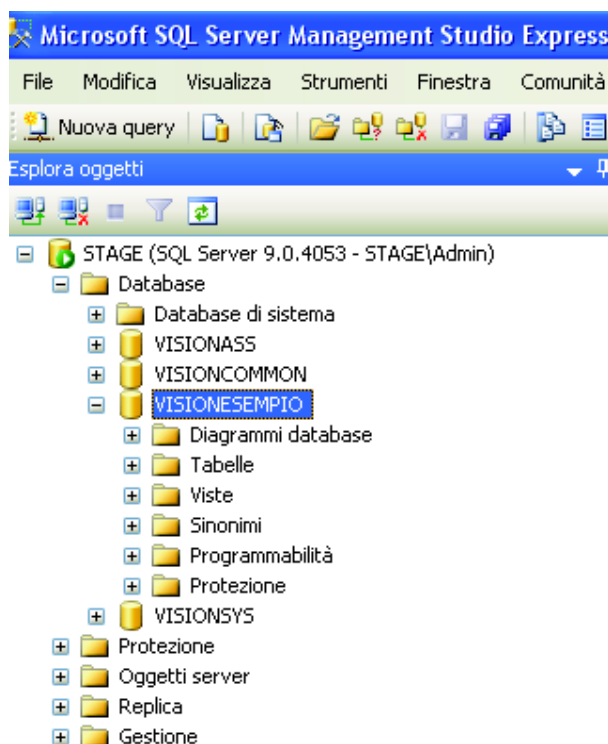 Microsoft SQL Server Management Studio Express
File Modifica Visualizza Strumenti Finestra Comunità
Nuova query
Esplora oggetti
STAGE (SQL Server 9.0.4053 - STAGE\Admin)
Database
Database di sistema
VISIONASS
VISIONCOMMON
VISIONESEMPIO
Diagrammi database
Tabelle
Viste
Sinonimi
Programmabilità
Protezione
VISIONSYS
Protezione
Oggetti server
Replica
Gestione